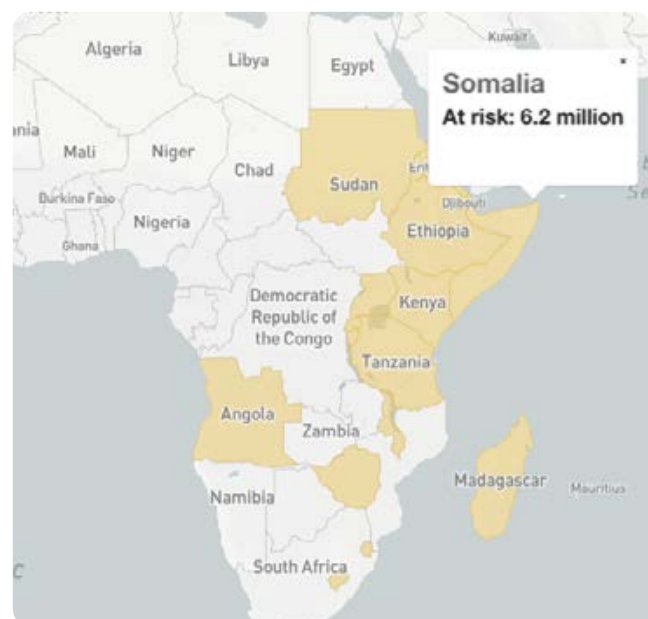 Algeria
Libya
Egypt
Kuwait
Somalia
At risk: 6.2 million
Mali
Niger
Chad
Sudan
Burkina Faso
Djibouti
Nigeria
Ethiopia
Ghana
Democratic
Republic of
the Congo
Kenya
Tanzania
Angola
Zambia
Madagascar
Mauritius
Namibia
South Africa